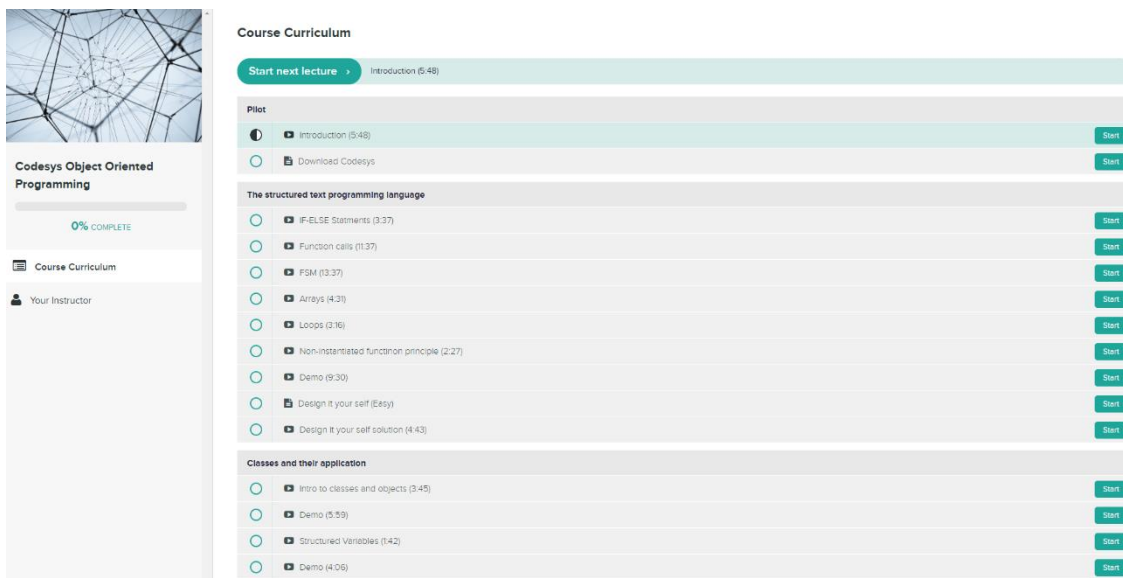 Course Curriculum
Start next lecture › Introduction (5:48)
Pilot
Introduction (5:48) Start
Download Codesys Start
Codesys Object Oriented
Programming
0% COMPLETE
Course Curriculum
Your Instructor
The structured text programming language
IF-ELSE Statments (3:37) Start
Function calls (11:37) Start
FSM (13:37) Start
Arrays (4:31) Start
Loops (3:16) Start
Non-instantiated functinon principle (2:27) Start
Demo (9:30) Start
Design it your self (Easy) Start
Design it your self solution (4:43) Start
Classes and their application
Intro to classes and objects (3:45) Start
Demo (5:59) Start
Structured Variables (1:42) Start
Demo (4:06) Start